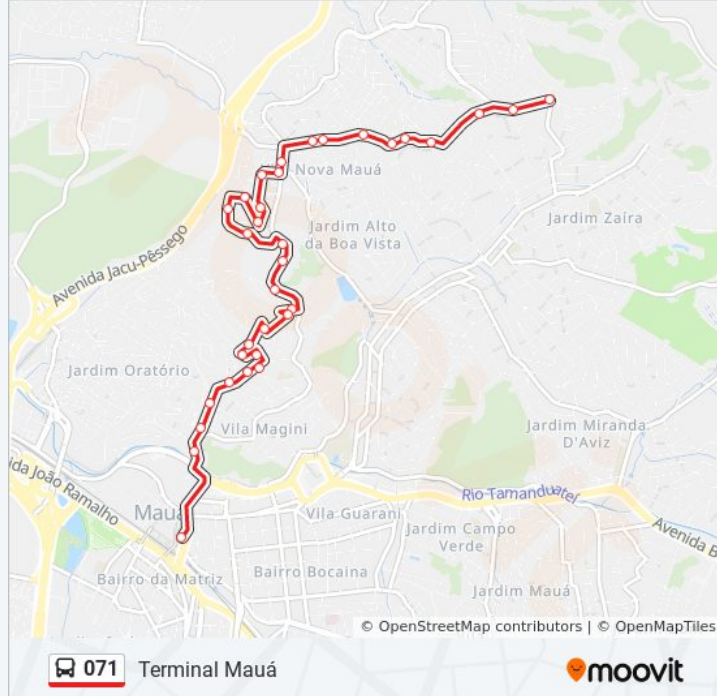 Nova Mauá
Jardim Alto
da Boa Vista
Jardim Zaíra
Avenida Jacu-Pêssego
Jardim Oratório
Vila Magini
Jardim Miranda
D'Aviz
ida João Ramalho
Rio Tamanduateí
Mauá
Vila Guarani
Jardim Campo
Verde
Avenida B
Bairro da Matriz
Bairro Bocaina
Jardim Mauá
© OpenStreetMap contributors | © OpenMapTiles
071 Terminal Mauá
moovit